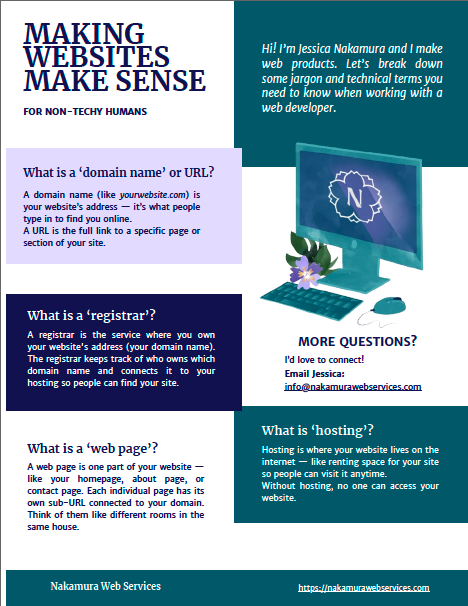 MAKING
WEBSITES
MAKE SENSE
FOR NON-TECHY HUMANS
Hi! I'm Jessica Nakamura and I make
web products. Let's break down
some jargon and technical terms you
need to know when working with a
web developer.
What is a ‘domain name’ or URL?
A domain name (like yourwebsite.com) is
your website's address — it's what people
type in to find you online.
A URL is the full link to a specific page or
section of your site.
N
What is a ‘registrar’?
A registrar is the service where you own
your website's address (your domain name).
The registrar keeps track of who owns which
domain name and connects it to your
hosting so people can find your site.
MORE QUESTIONS?
I'd love to connect!
Email Jessica:
info@nakamurawebservices.com
What is a ‘web page’?
A web page is one part of your website —
like your homepage, about page, or
contact page. Each individual page has its
own sub-URL connected to your domain.
Think of them like different rooms in the
same house.
What is ‘hosting’?
Hosting is where your website lives on the
internet — like renting space for your site
so people can visit it anytime.
Without hosting, no one can access your
website.
Nakamura Web Services
https://nakamurawebservices.com